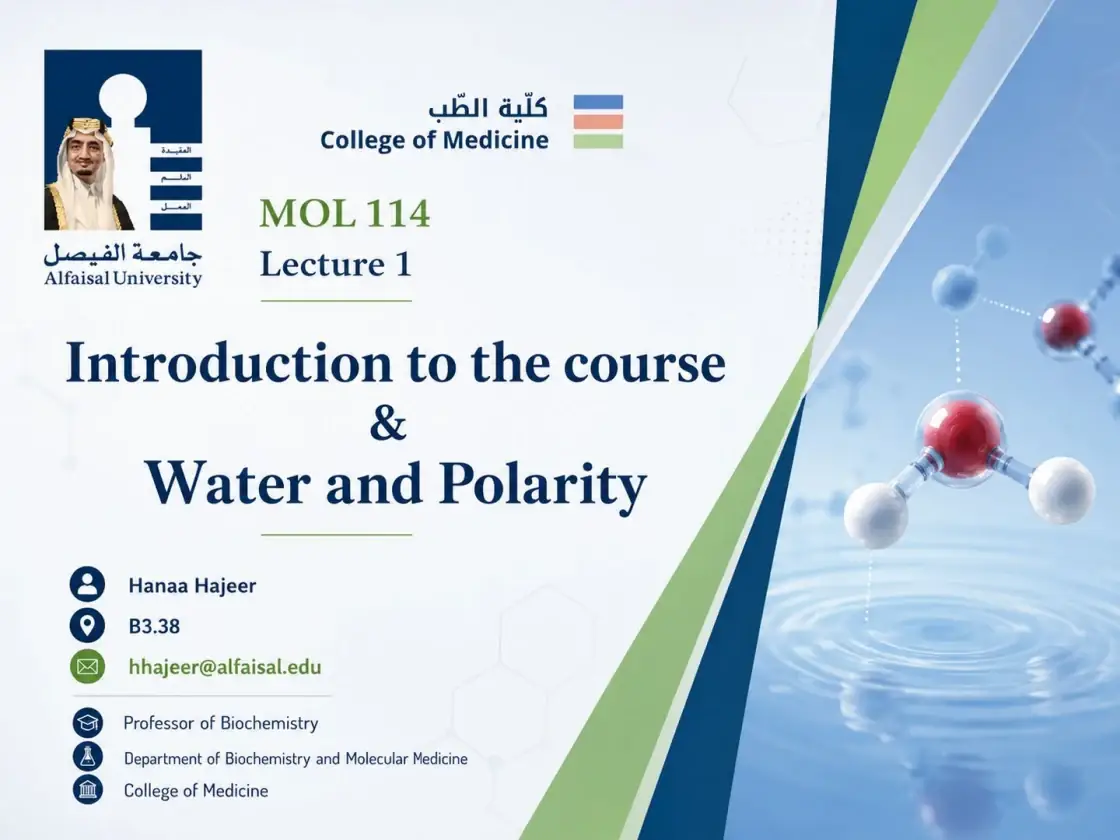 العقيدة
العلم
العمل
جامعة الفيصل
Alfaisal University
كلّية الطّب
College of Medicine
MOL 114
Lecture 1
Introduction to the course
&
Water and Polarity
Hanaa Hajeer
B3.38
hhajeer@alfaisal.edu
Professor of Biochemistry
Department of Biochemistry and Molecular Medicine
College of Medicine